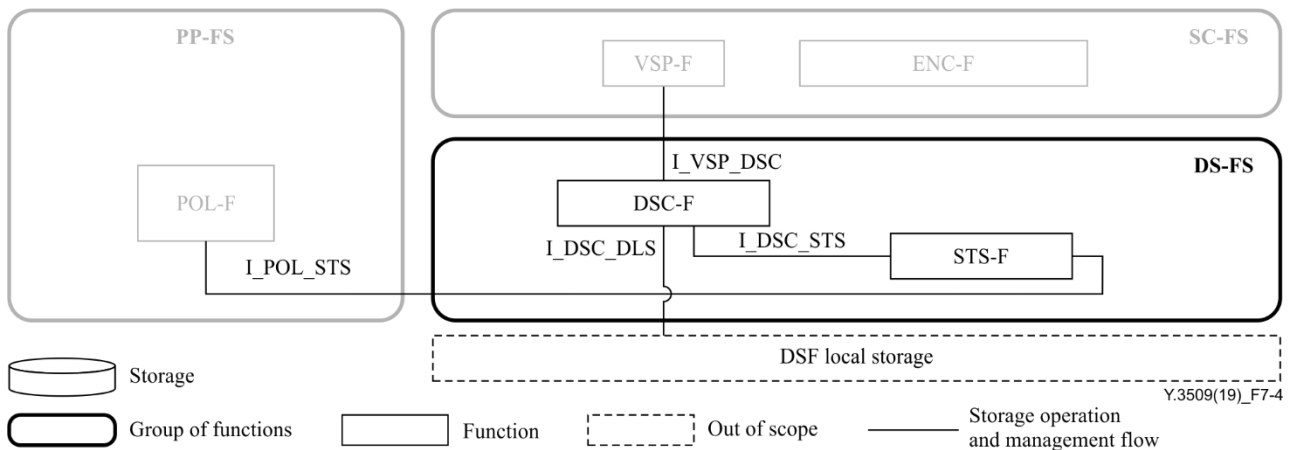 PP-FS
SC-FS
VSP-F
ENC-F
I_VSP_DSC
DS-FS
POL-F
DSC-F
I_DSC_DLS
I_DSC_STS
STS-F
I_POL_STS
DSF local storage
Y.3509(19)_F7-4
Storage
Group of functions
Function
Out of scope
Storage operation
and management flow